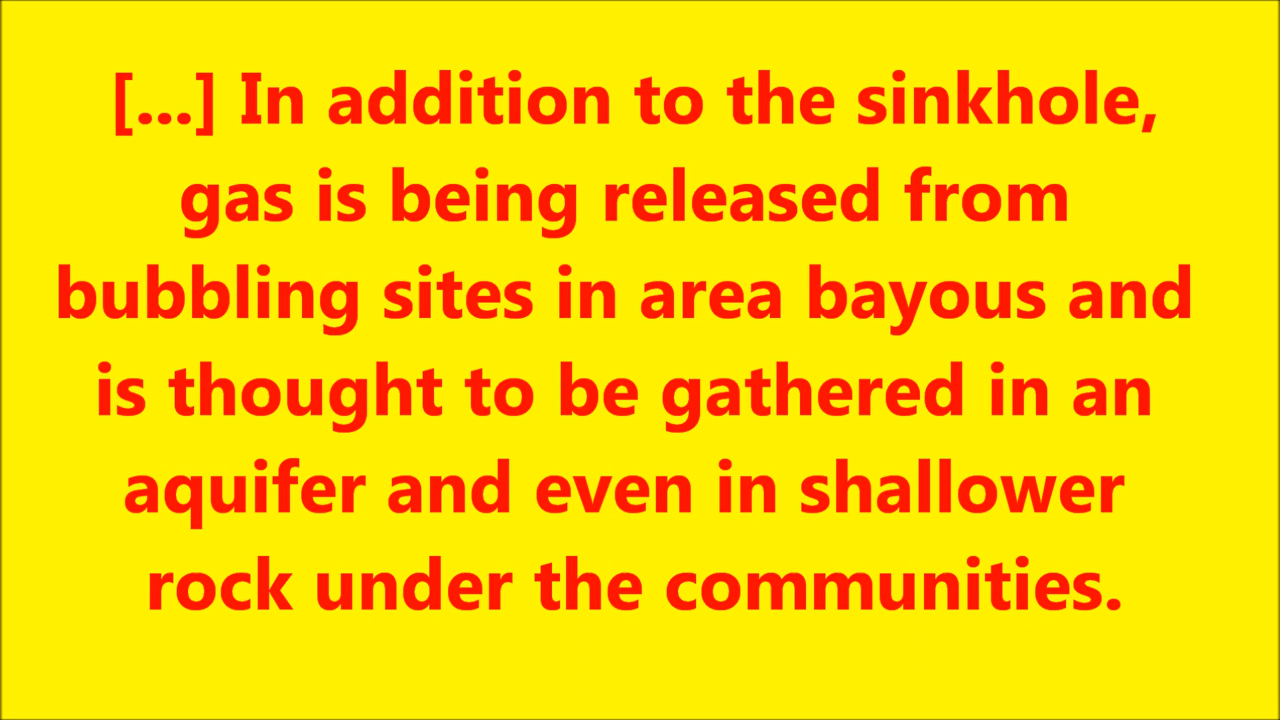 [...] In addition to the sinkhole,
gas is being released from
bubbling sites in area bayous and
is thought to be gathered in an
aquifer and even in shallower
rock under the communities.